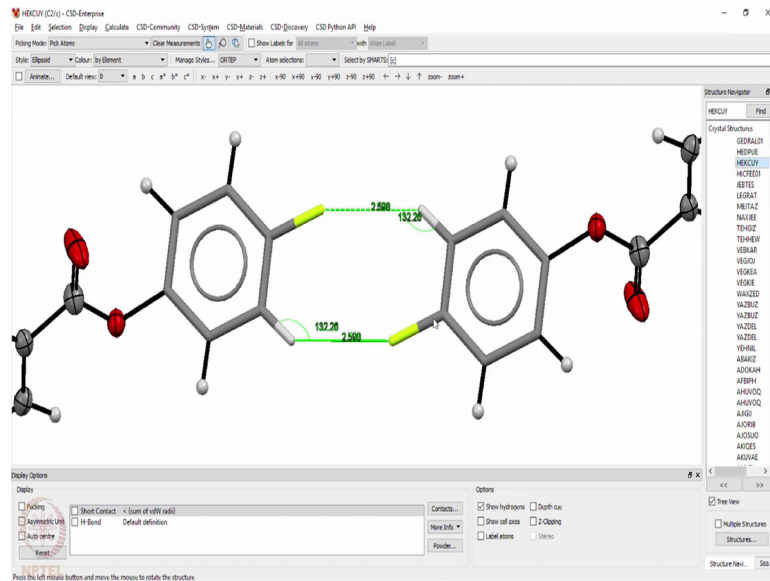 HEKCUY (C2/c) - CSD-Enterprise
File Edit Selection Display Calculate CSD-Community CSD-System CSD-Materials CSD-Discovery CSD Python API Help
Picking Mode: Pick Atoms Clear Measurements Show Labels for All atoms with Atom Label
Style: Ellipsoid Colour: by Element Manage Styles... ORTEP Atom selections: Select by SMARTS: [c]
Animate... Default view: b a b c a* b* c* x- x+ y- y+ z- z+ x-90 x+90 y-90 y+90 z-90 z+90 ← → ↓ ↑ zoom- zoom+
Structure Navigator
HEKCUY Find
Crystal Structures
GEDRAL01
HEDPUE
HEKCUY
HICFEE01
JEBTES
LEGRAT
MEJTAZ
NAXJEE
TEHGIZ
TEHHEW
VEBKAR
VEGJOJ
VEGKEA
VEGKIE
WAXZED
YAZBUZ
YAZBUZ
YAZDEL
YAZDEL
YEHNIL
ABAKIZ
ADOKAH
AFBIPH
AHUVOQ
AHUVOQ
AJIGIJ
AJORIB
AJOSUO
AKIQES
AKUVAE
<< >>
Tree View
Multiple Structures
Structures...
Structure Navi...
2.598
132.26
132.26
2.598
Display Options
Display
Packing
Asymmetric Unit
Auto centre
Reset
Short Contact < (sum of vdW radii)
H-Bond Default definition
Contacts...
More Info
Powder...
Options
Show hydrogens Depth cue
Show cell axes Z-Clipping
Label atoms Stereo
NPTEL
Press the left mouse button and move the mouse to rotate the structure